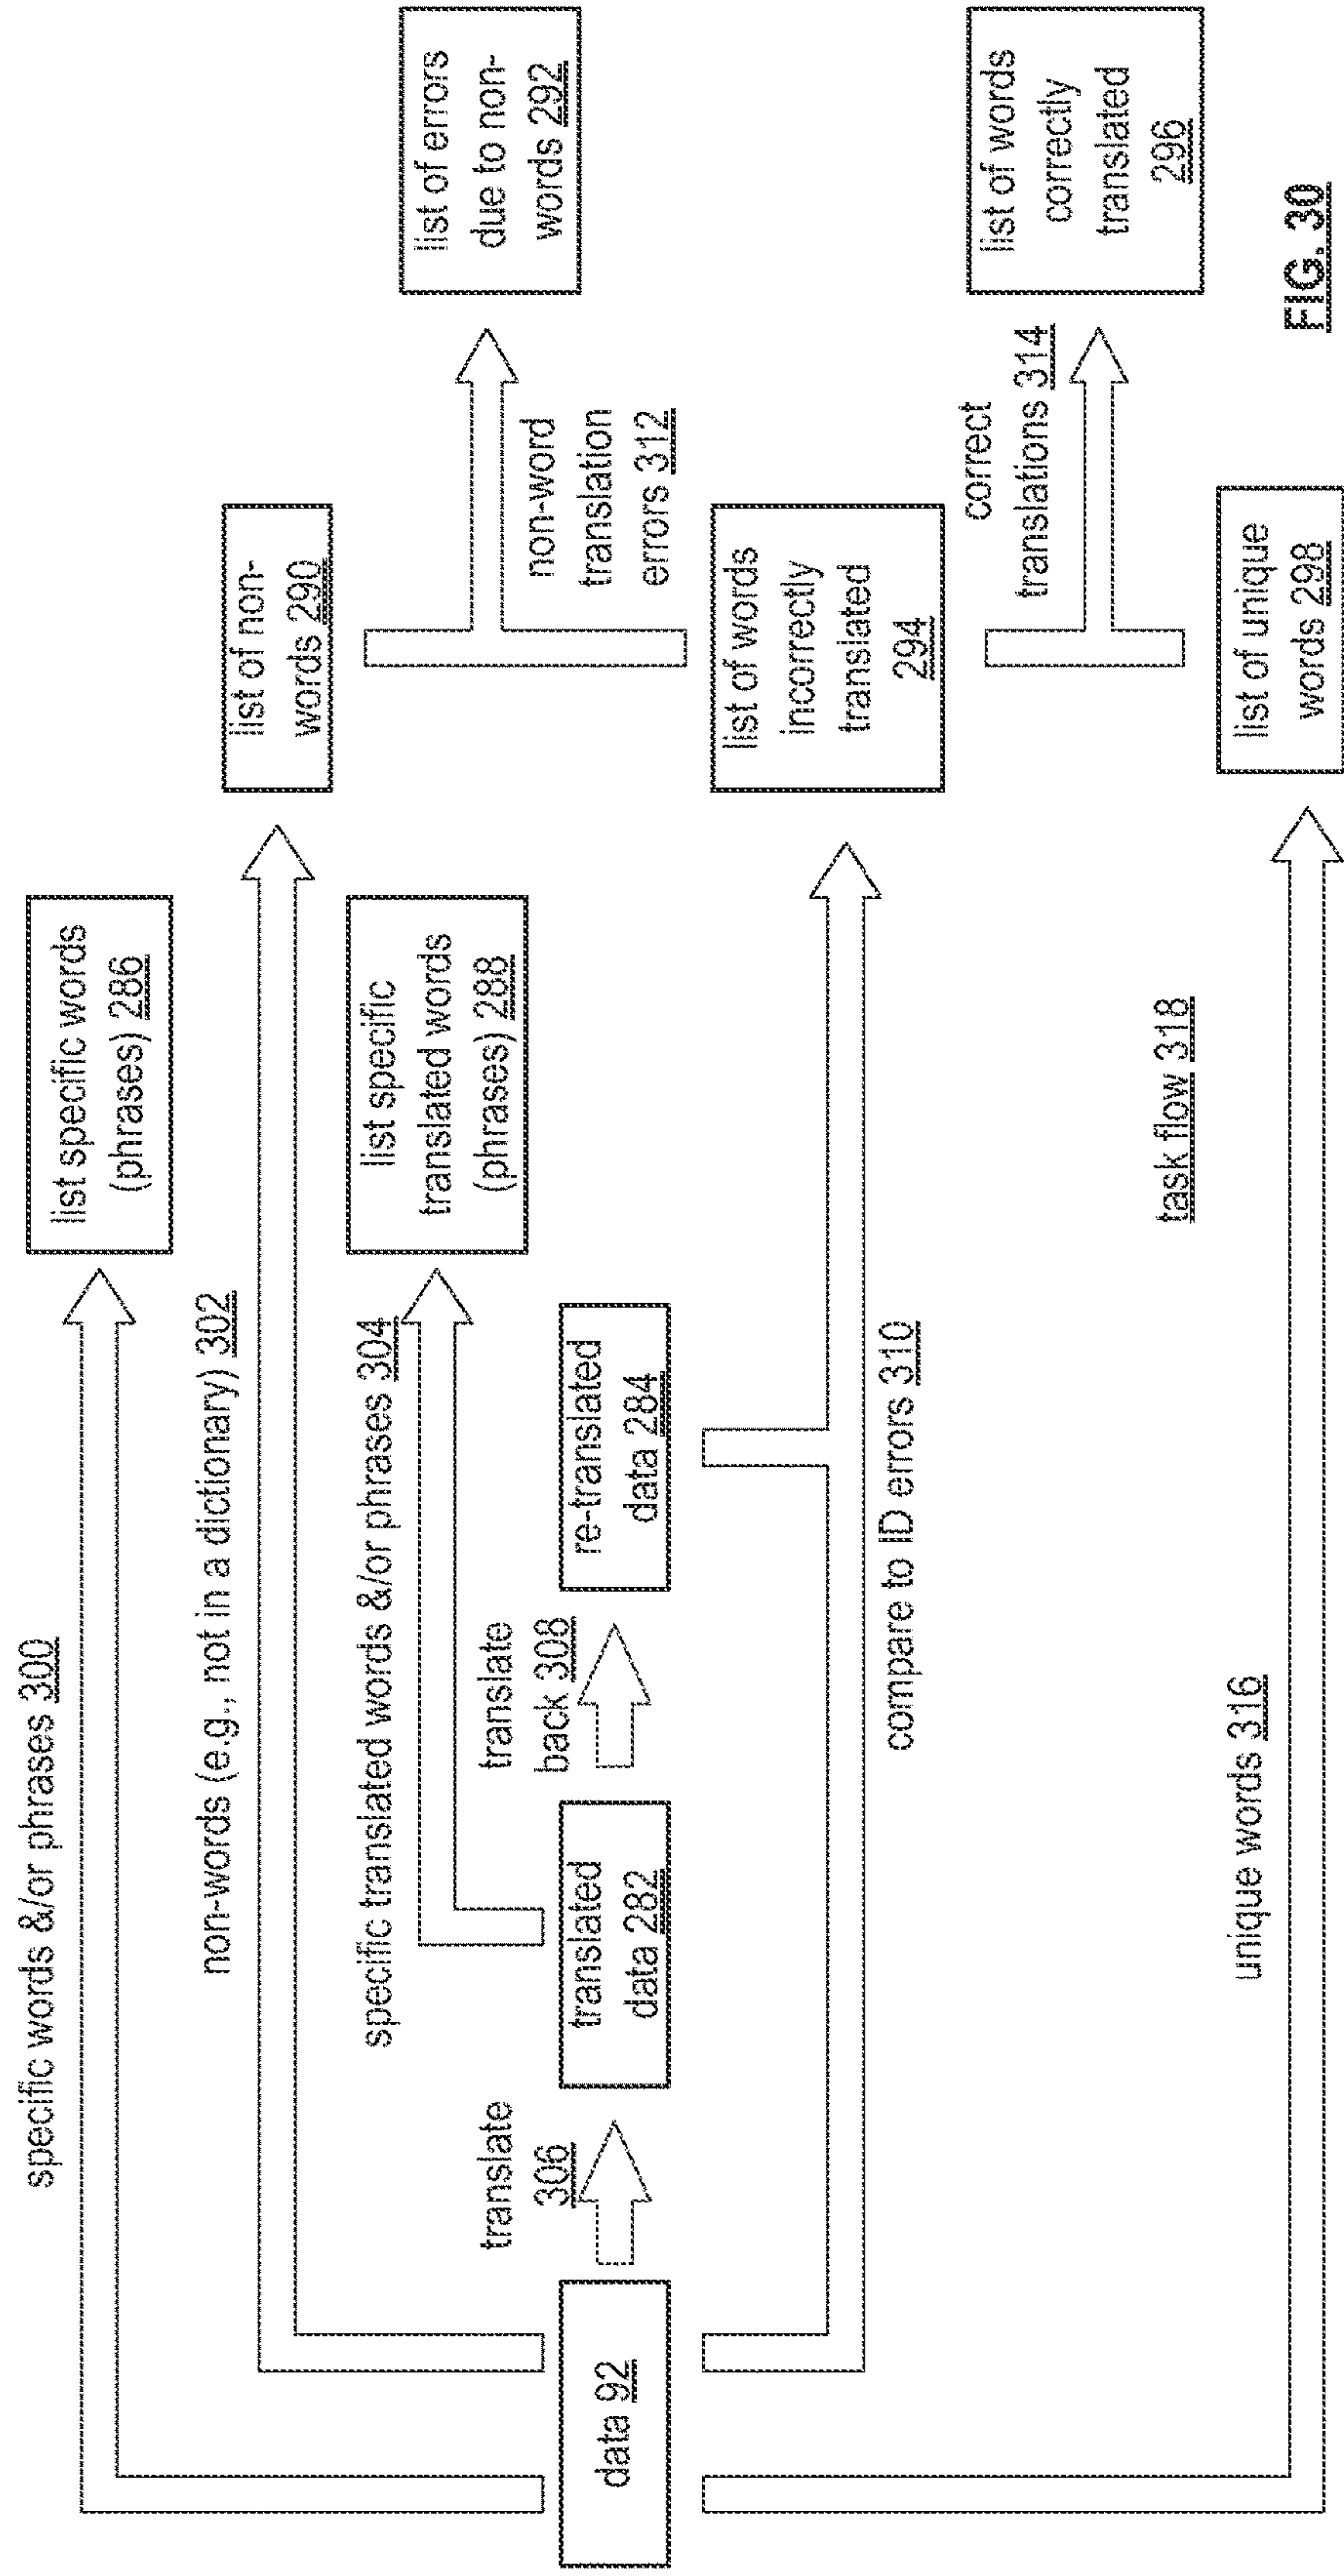 specific words &/or phrases 300
list specific words
(phrases) 286
non-words (e.g., not in a dictionary) 302
list of non-
words 290
specific translated words &/or phrases 304
list specific
translated words
(phrases) 288
list of errors
due to non-
words 292
non-word
translation
errors 312
data 92
translate
306
translated
data 282
translate
back 308
re-translated
data 284
compare to ID errors 310
list of words
incorrectly
translated
294
correct
translations 314
list of words
correctly
translated
296
unique words 316
task flow 318
list of unique
words 298
FIG. 30